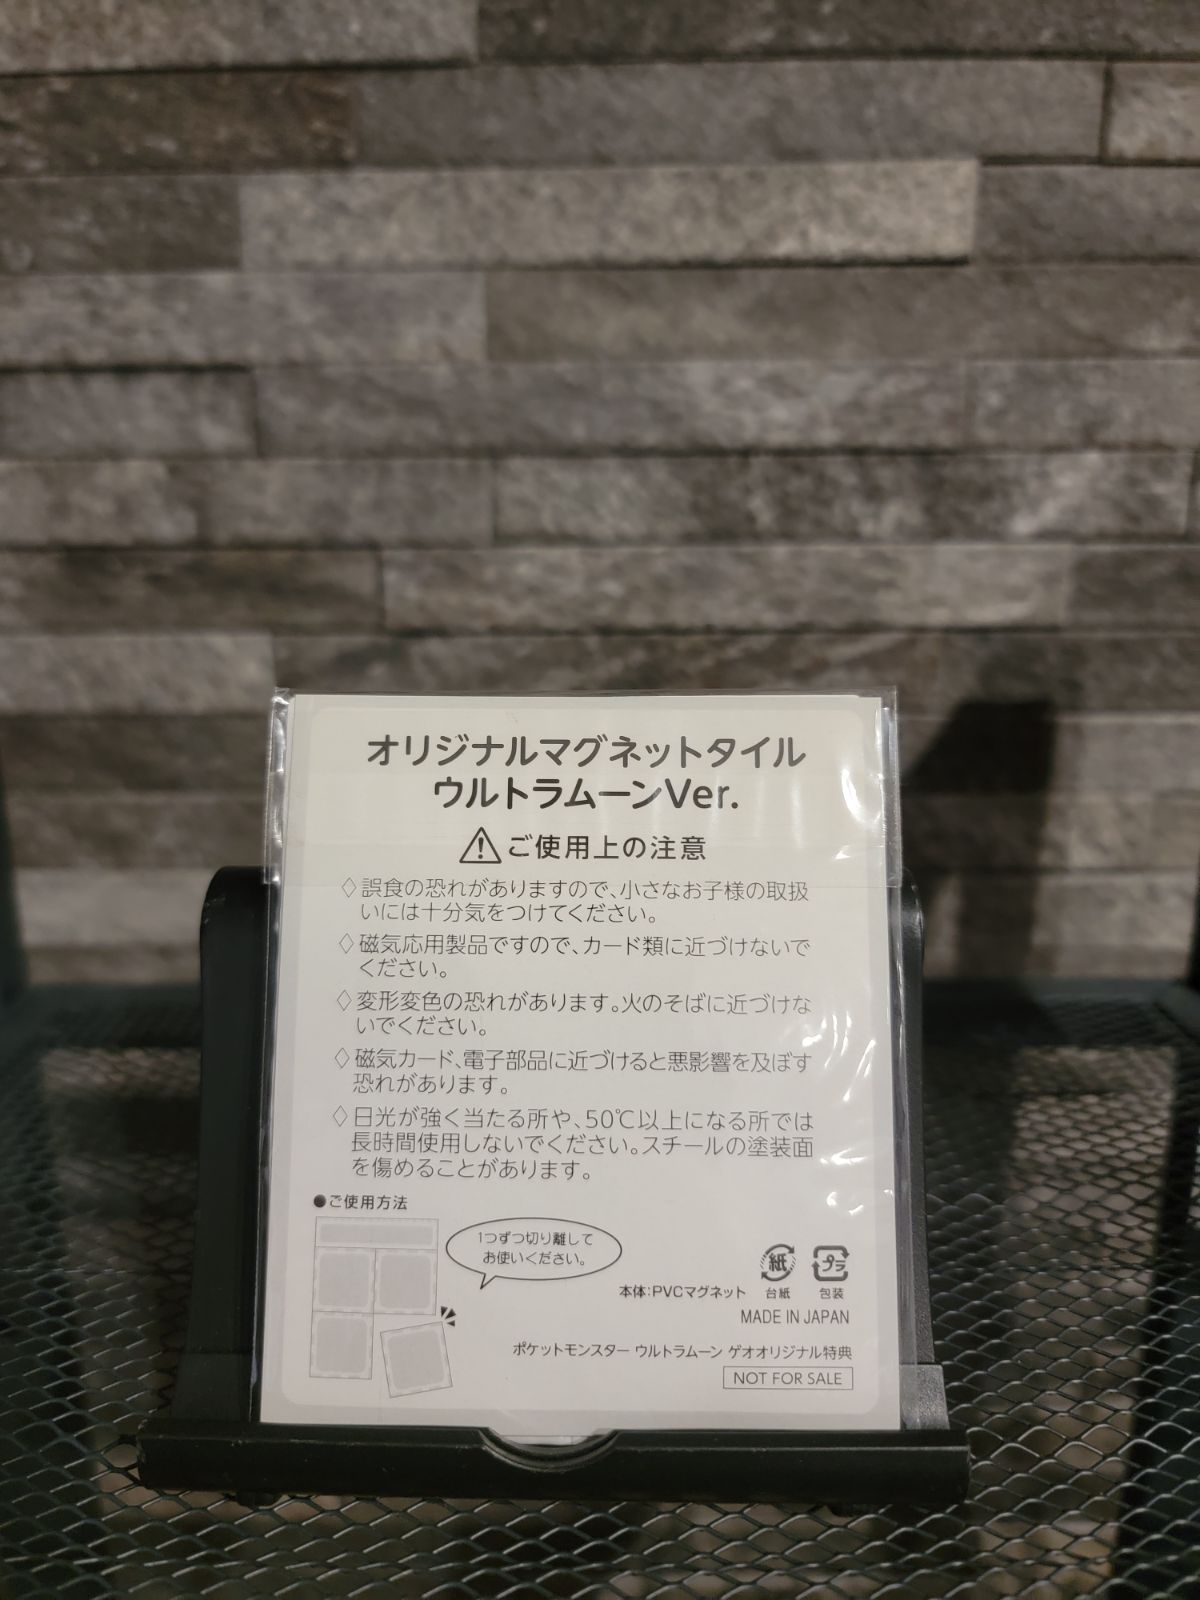 オリジナルマグネットタイル
ウルトラムーンVer.
⚠ご使用上の注意
◇誤食の恐れがありますので、小さなお子様の取扱
いには十分気をつけてください。
◇磁気応用製品ですので、カード類に近づけないで
ください。
◇変形変色の恐れがあります。火のそばに近づけな
いでください。
◇磁気カード、電子部品に近づけると悪影響を及ぼす
恐れがあります。
◇日光が強く当たる所や、50℃以上になる所では
長時間使用しないでください。スチールの塗装面
を傷めることがあります。
●ご使用方法
1つずつ切り離して
お使いください。
紙 プラ
本体:PVCマグネット 台紙 包装
MADE IN JAPAN
ポケットモンスター ウルトラムーン ゲオオリジナル特典
NOT FOR SALE